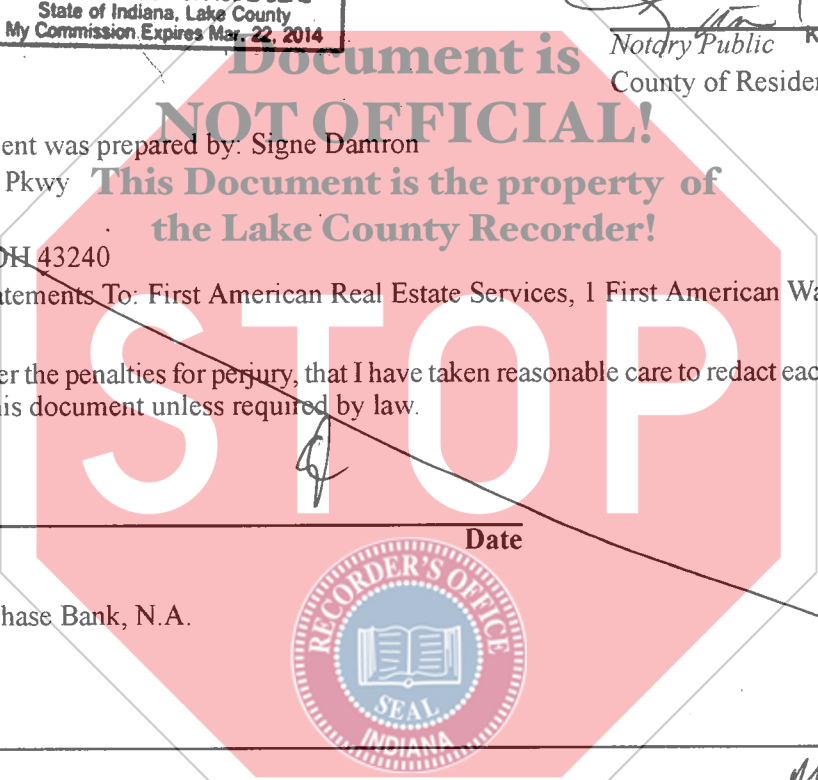 State of Indiana, Lake County
My Commission Expires Mar. 22, 2014
Notary Public
County of Residen
Document is
NOT OFFICIAL!
ent was prepared by: Signe Damron
Pkwy
This Document is the property of
the Lake County Recorder!
OH 43240
atements To: First American Real Estate Services, 1 First American Wa
STOP
er the penalties for perjury, that I have taken reasonable care to redact eac
his document unless required by law.
Date
hase Bank, N.A.
RECORDER'S OFFICE
SEAL
INDIANA